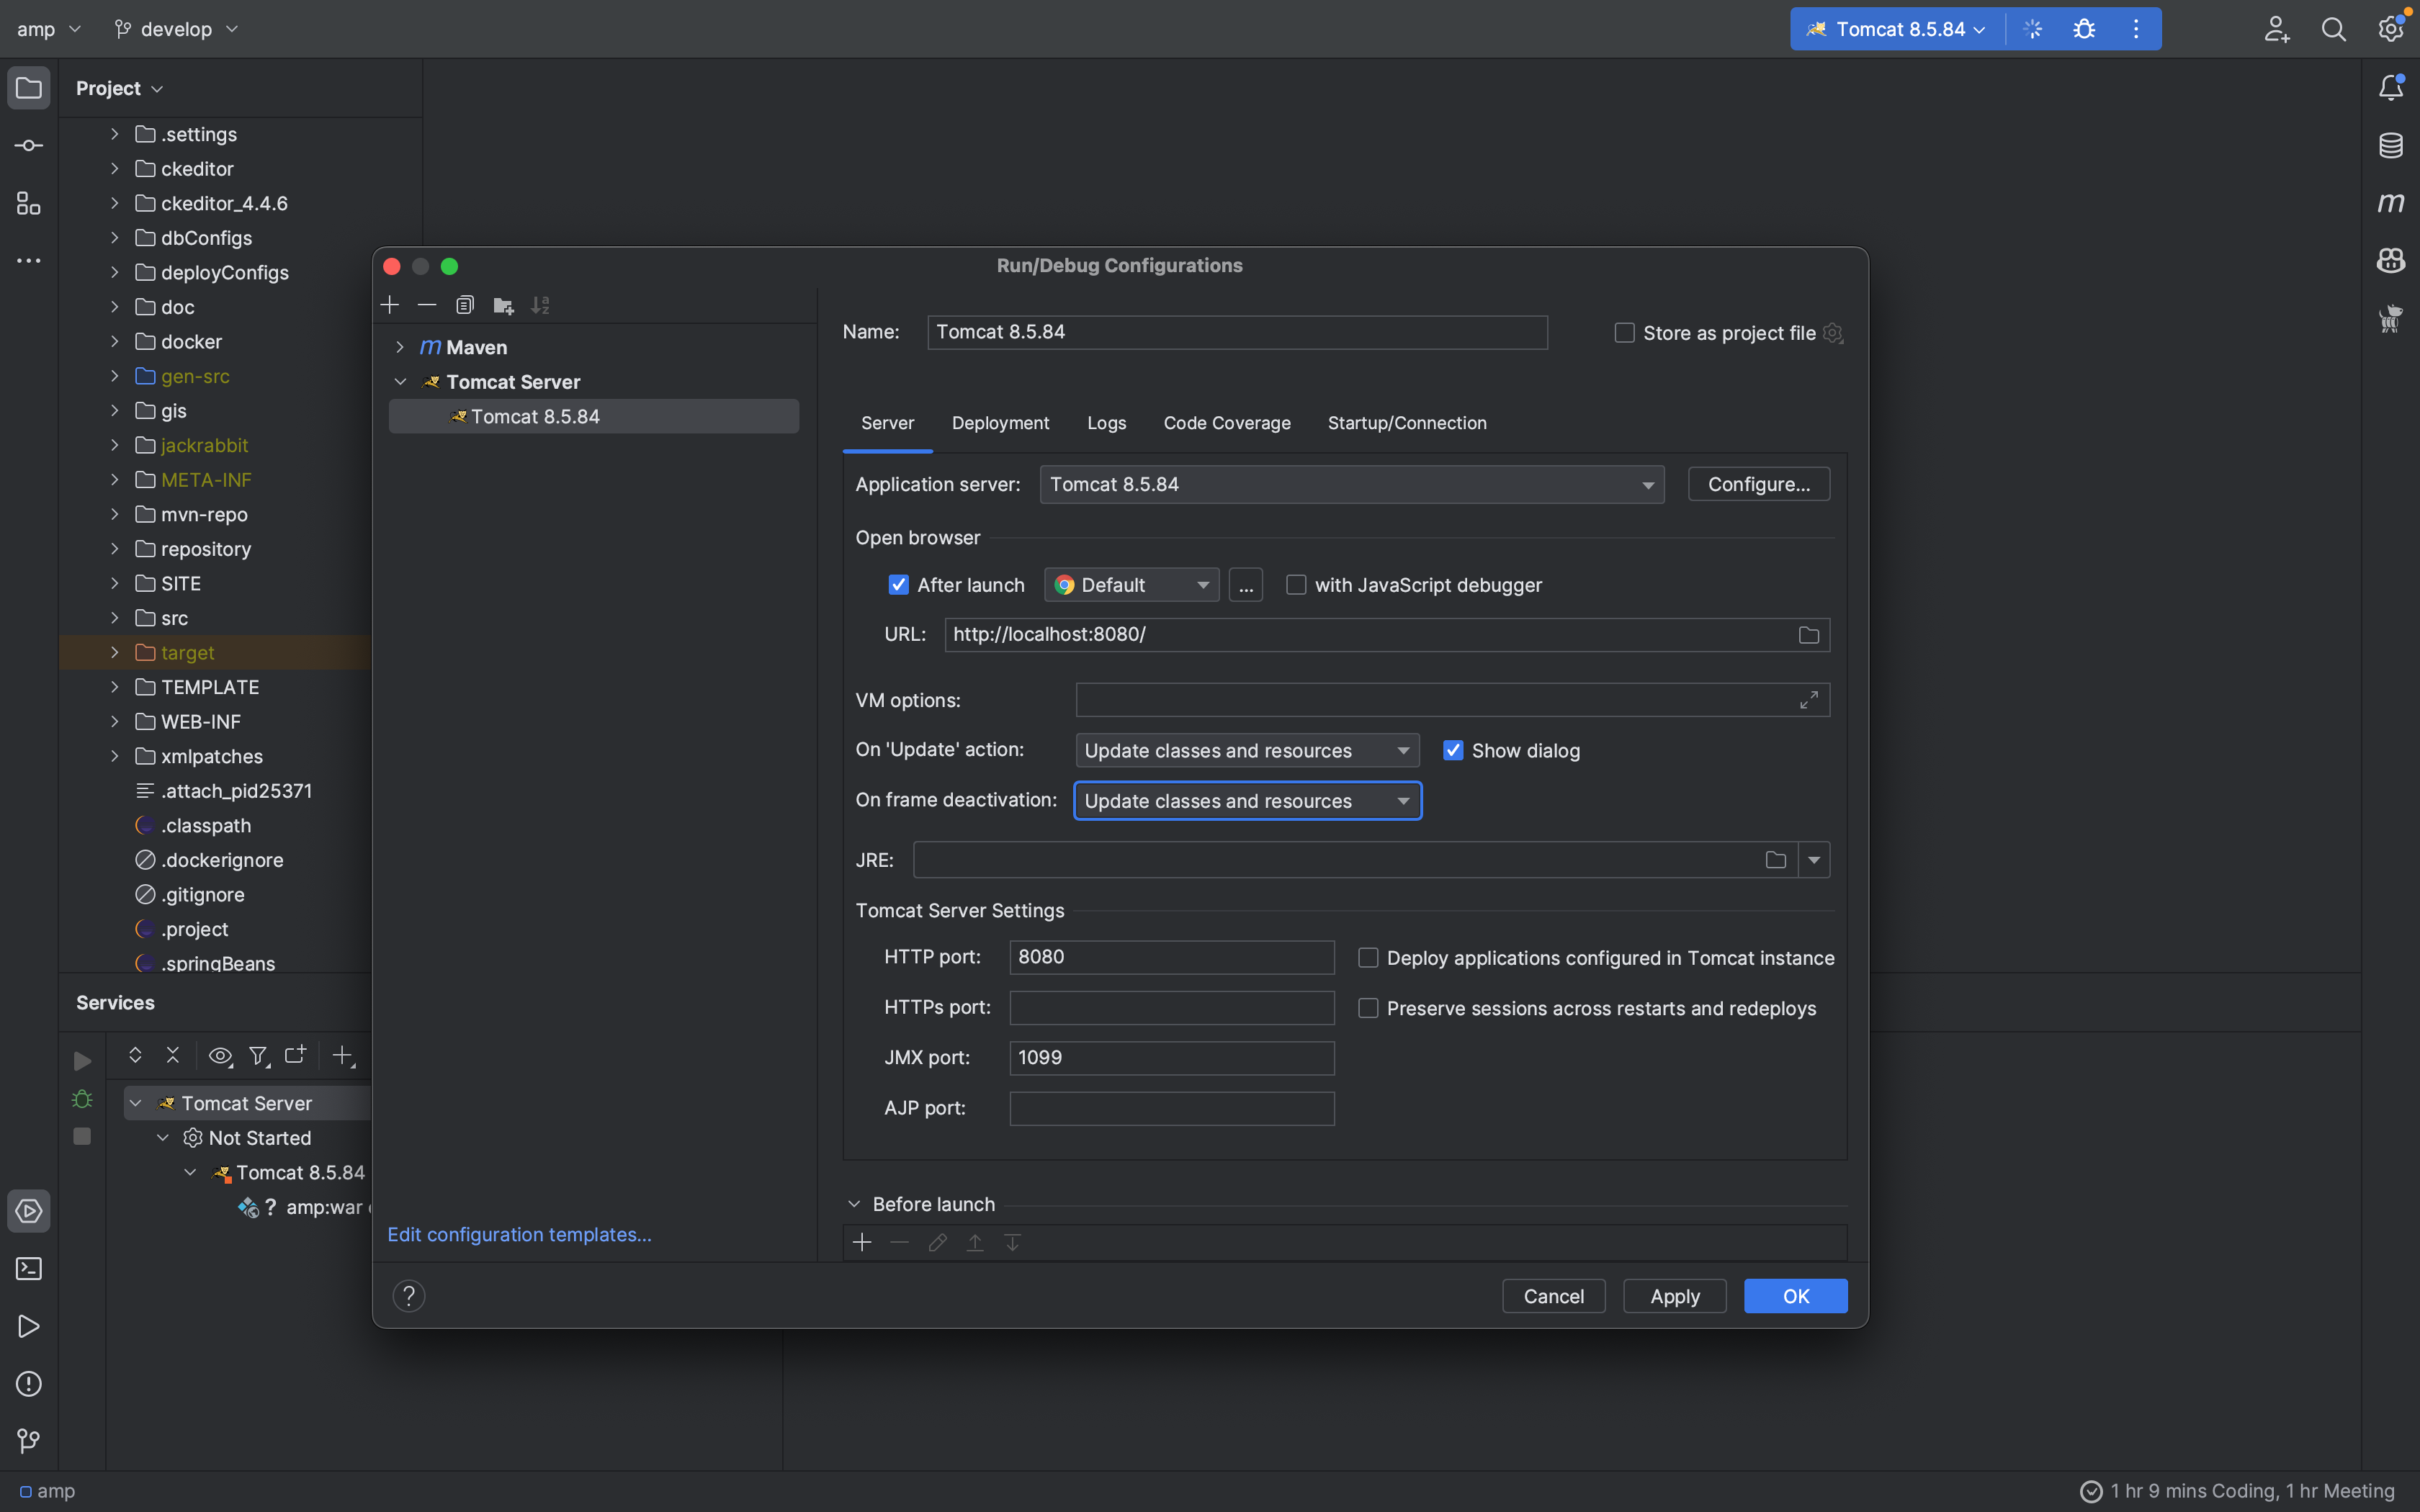 amp
develop
Tomcat 8.5.84
Project
.settings
ckeditor
ckeditor_4.4.6
dbConfigs
deployConfigs
doc
docker
gen-src
gis
jackrabbit
META-INF
mvn-repo
repository
SITE
src
target
TEMPLATE
WEB-INF
xmlpatches
.attach_pid25371
.classpath
.dockerignore
.gitignore
.project
.springBeans
Run/Debug Configurations
Maven
Tomcat Server
Tomcat 8.5.84
Edit configuration templates...
Name: Tomcat 8.5.84 Store as project file
Server Deployment Logs Code Coverage Startup/Connection
Application server: Tomcat 8.5.84 Configure...
Open browser
After launch Default ... with JavaScript debugger
URL: http://localhost:8080/
VM options:
On 'Update' action: Update classes and resources Show dialog
On frame deactivation: Update classes and resources
JRE:
Tomcat Server Settings
HTTP port: 8080 Deploy applications configured in Tomcat instance
HTTPs port: Preserve sessions across restarts and redeploys
JMX port: 1099
AJP port:
Before launch
? Cancel Apply OK
Services
Tomcat Server
Not Started
Tomcat 8.5.84
? amp:war
amp
1 hr 9 mins Coding, 1 hr Meeting